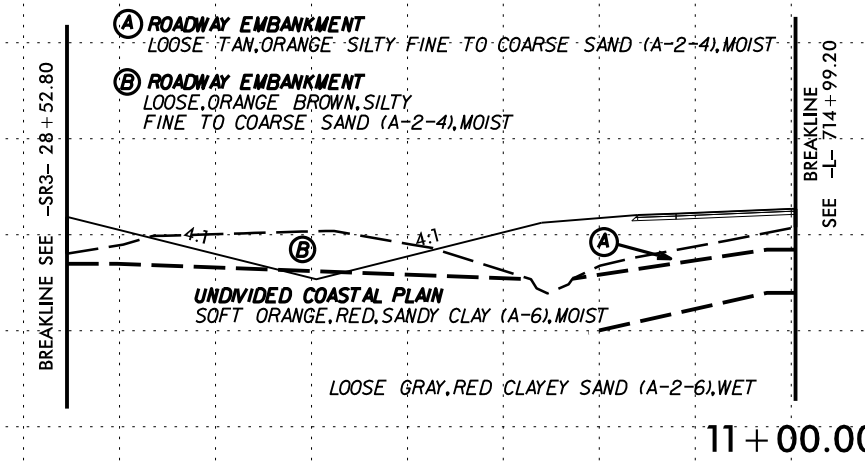 A ROADWAY EMBANKMENT
LOOSE TAN,ORANGE SILTY FINE TO COARSE SAND (A-2-4),MOIST
B ROADWAY EMBANKMENT
LOOSE,ORANGE BROWN,SILTY
FINE TO COARSE SAND (A-2-4),MOIST
BREAKLINE SEE -SR3- 28+52.80
BREAKLINE
SEE -L- 714+99.20
4:1
4:1
B
A
UNDIVIDED COASTAL PLAIN
SOFT ORANGE,RED,SANDY CLAY (A-6),MOIST
LOOSE GRAY,RED CLAYEY SAND (A-2-6),WET
11+00.00